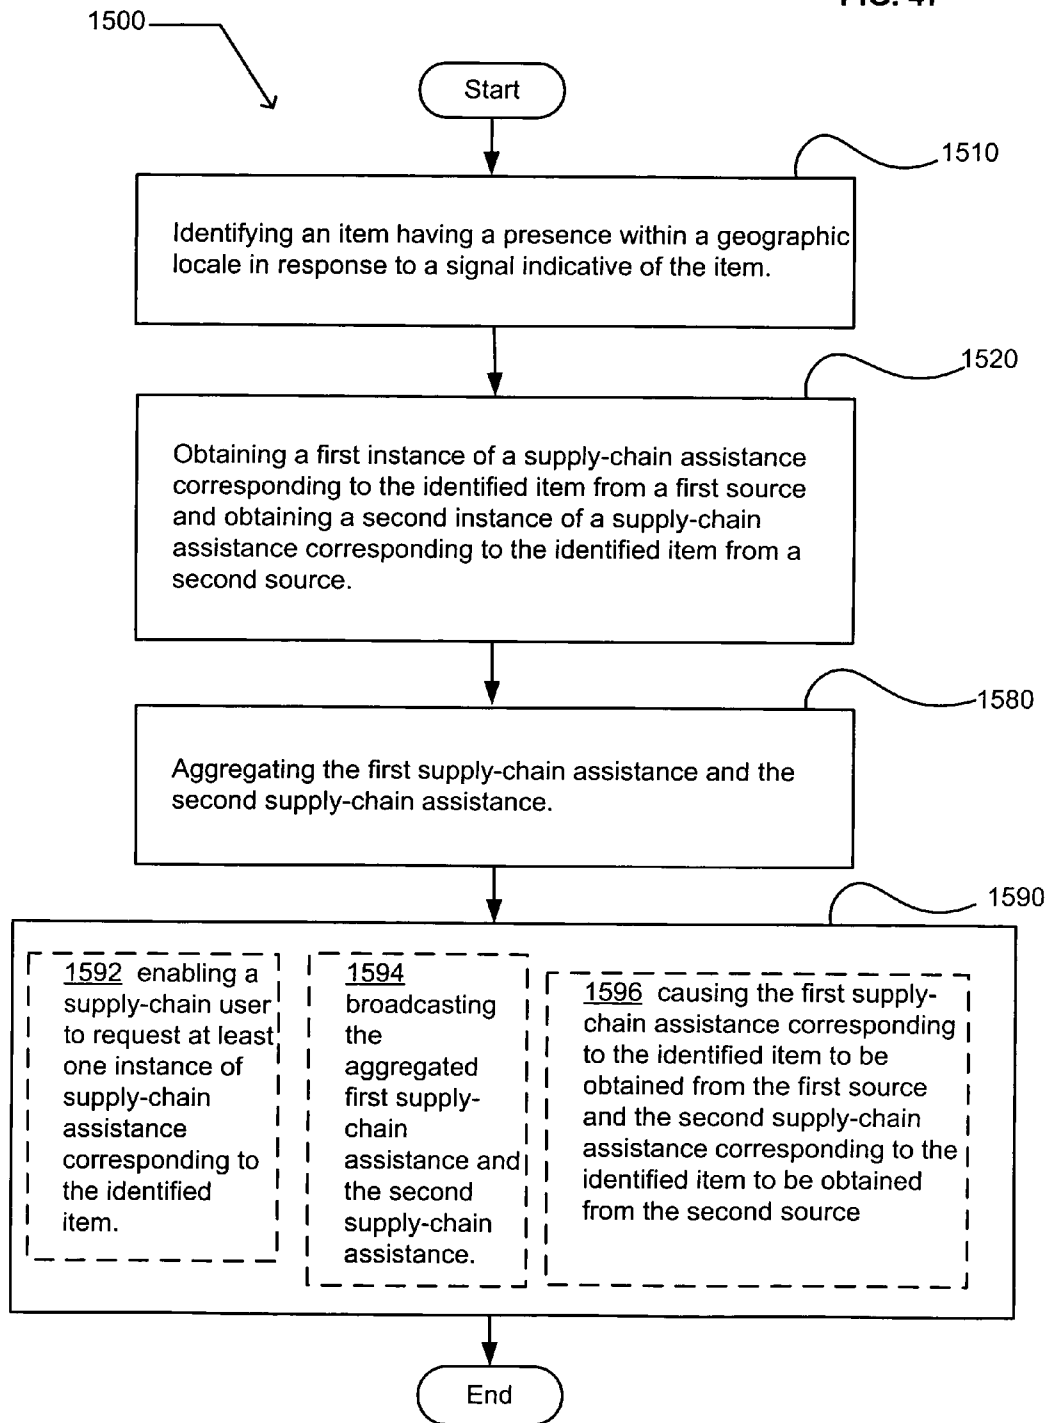 1500
Start
1510
Identifying an item having a presence within a geographic
locale in response to a signal indicative of the item.
1520
Obtaining a first instance of a supply-chain assistance
corresponding to the identified item from a first source
and obtaining a second instance of a supply-chain
assistance corresponding to the identified item from a
second source.
1580
Aggregating the first supply-chain assistance and the
second supply-chain assistance.
1590
1592 enabling a
supply-chain user
to request at least
one instance of
supply-chain
assistance
corresponding to
the identified
item.
1594
broadcasting
the
aggregated
first supply-
chain
assistance and
the second
supply-chain
assistance.
1596 causing the first supply-
chain assistance corresponding
to the identified item to be
obtained from the first source
and the second supply-chain
assistance corresponding to the
identified item to be obtained
from the second source
End